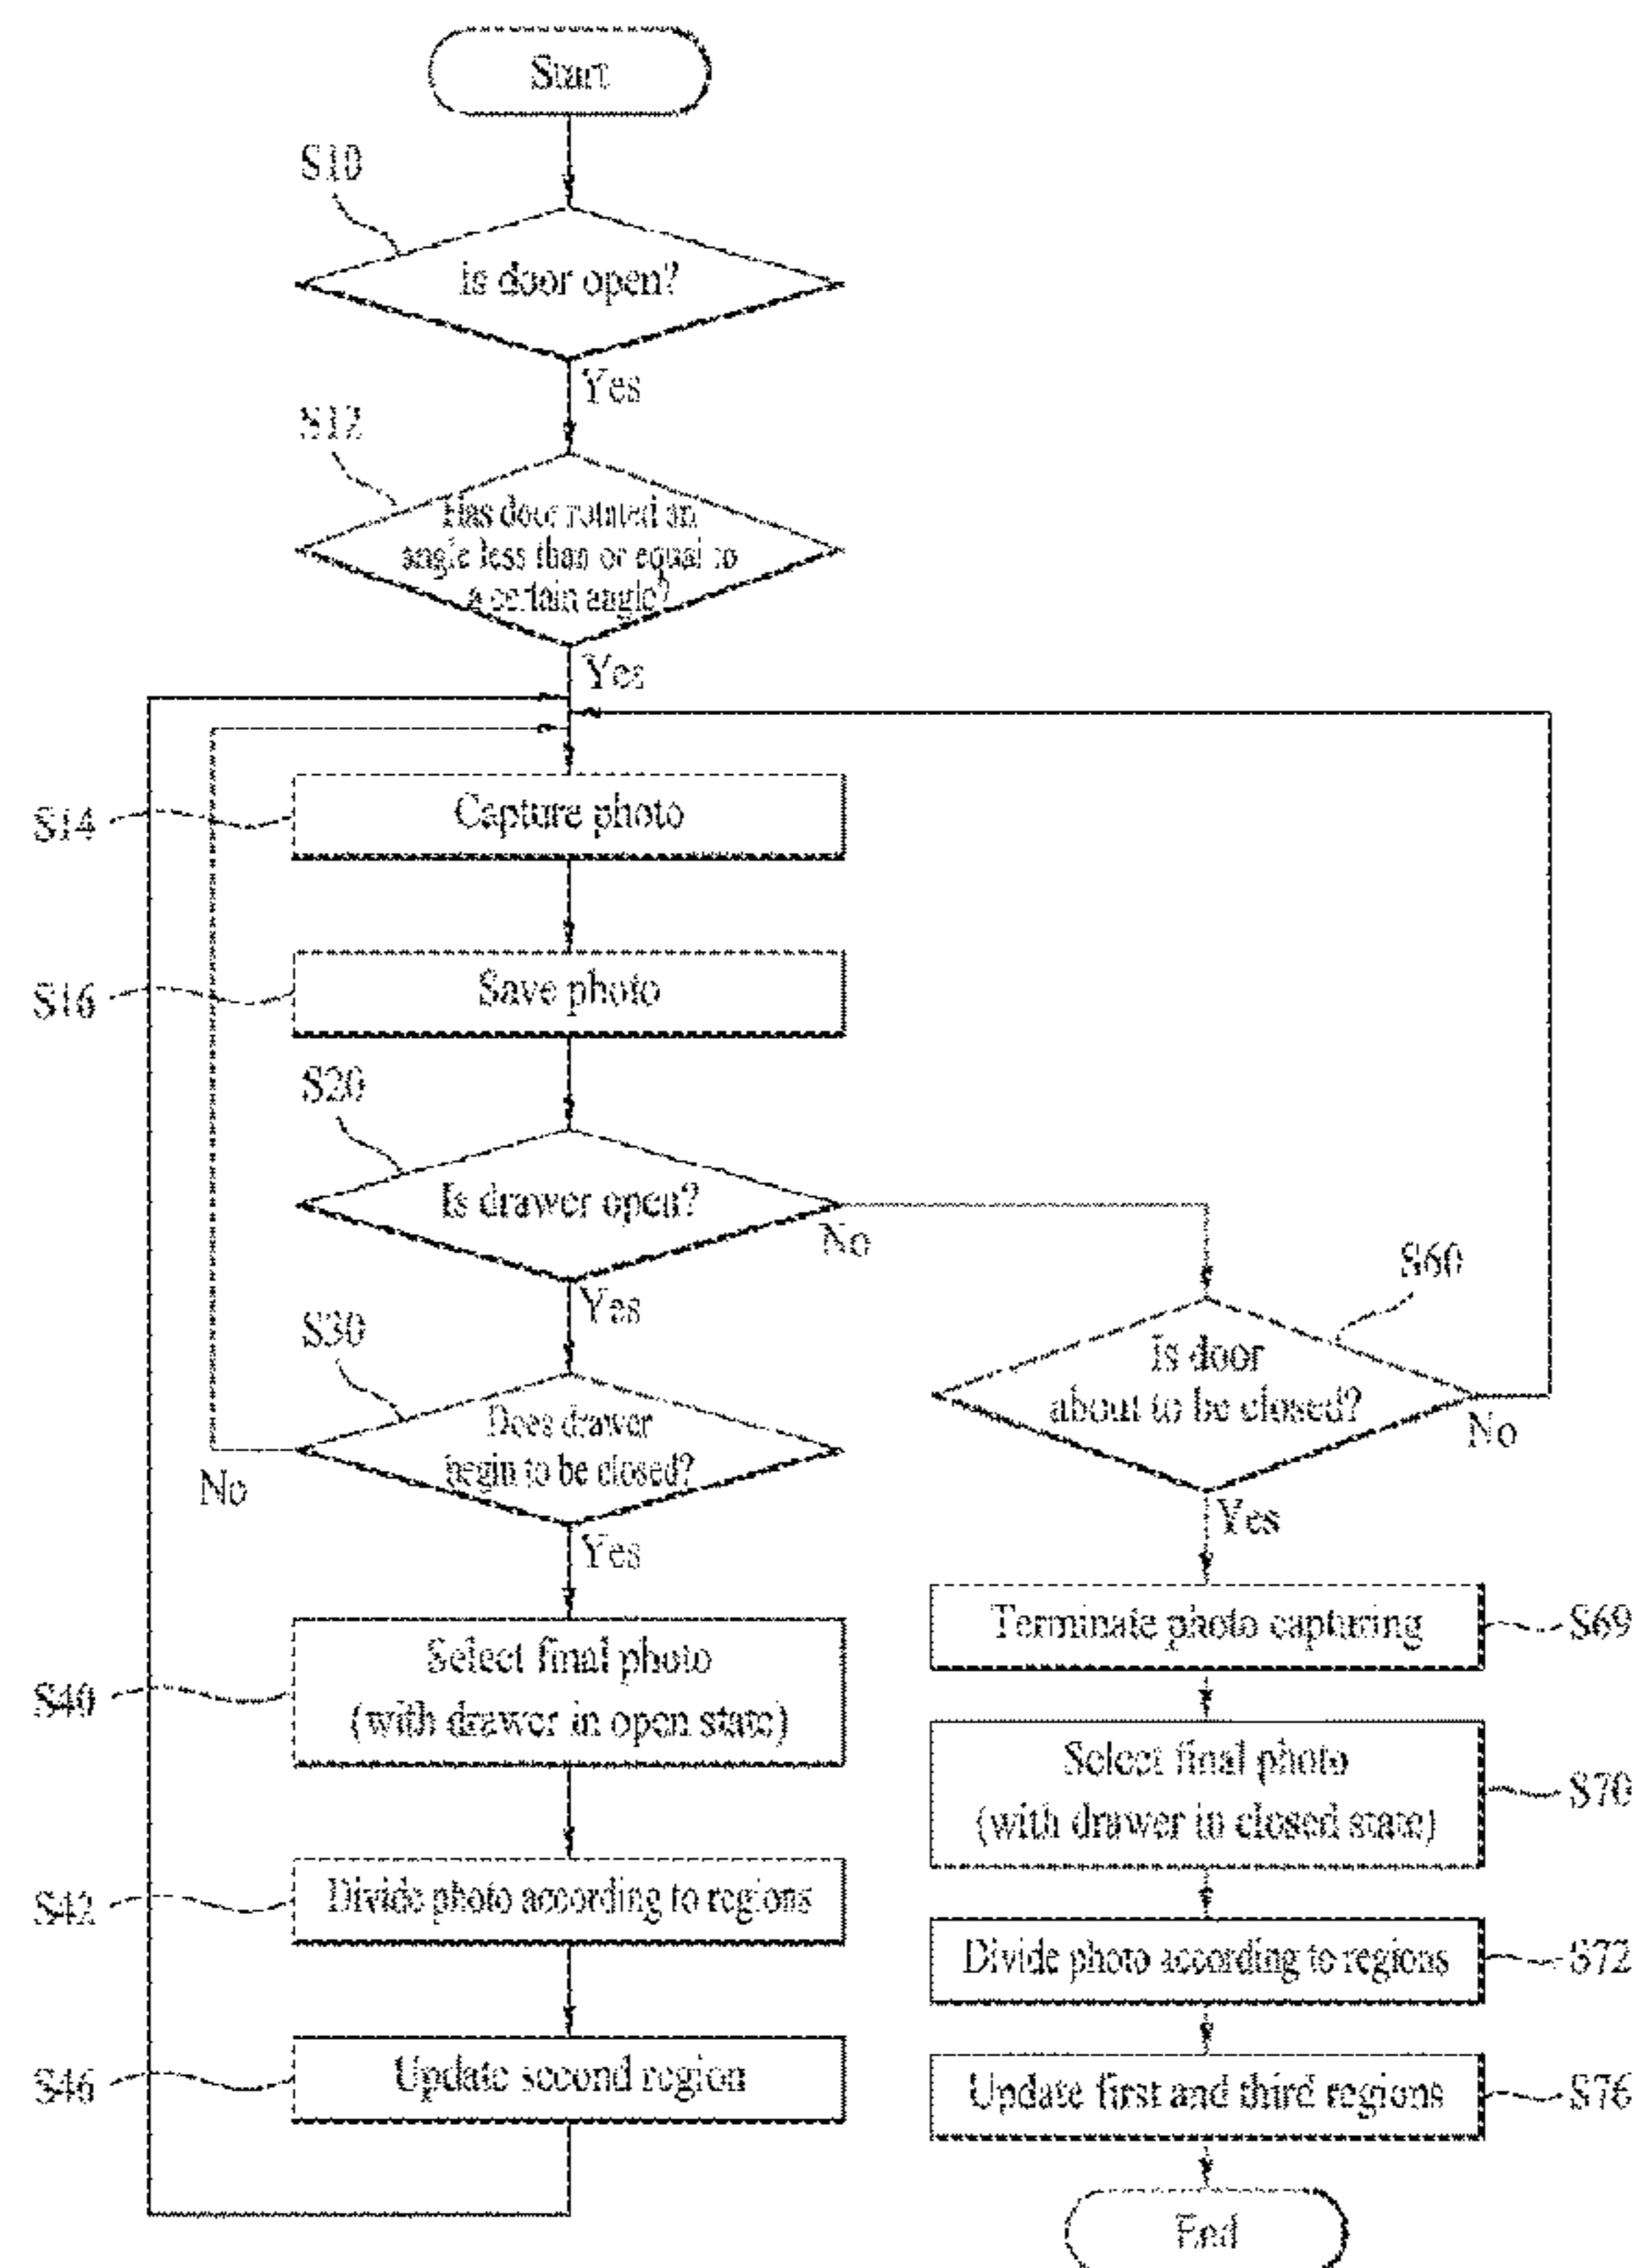 Start
S10
Is door open?
Yes
S12
Has door rotated an
angle less than or equal to
a certain angle?
Yes
S14
Capture photo
S16
Save photo
S20
Is drawer open?
No
Yes
S30
Does drawer
begin to be closed?
No
Yes
S40
Select final photo
(with drawer in open state)
S42
Divide photo according to regions
S46
Update second region
S60
Is door
about to be closed?
No
Yes
Terminate photo capturing
S69
Select final photo
(with drawer in closed state)
S70
Divide photo according to regions
S72
Update first and third regions
S76
End